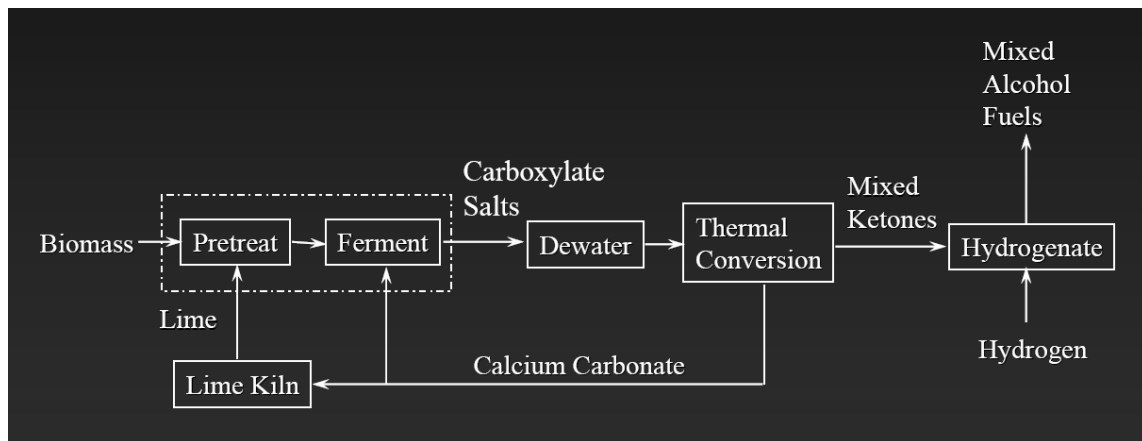 Mixed
Alcohol
Fuels
Carboxylate
Salts
Mixed
Ketones
Biomass
Pretreat
Ferment
Dewater
Thermal
Conversion
Hydrogenate
Lime
Hydrogen
Lime Kiln
Calcium Carbonate